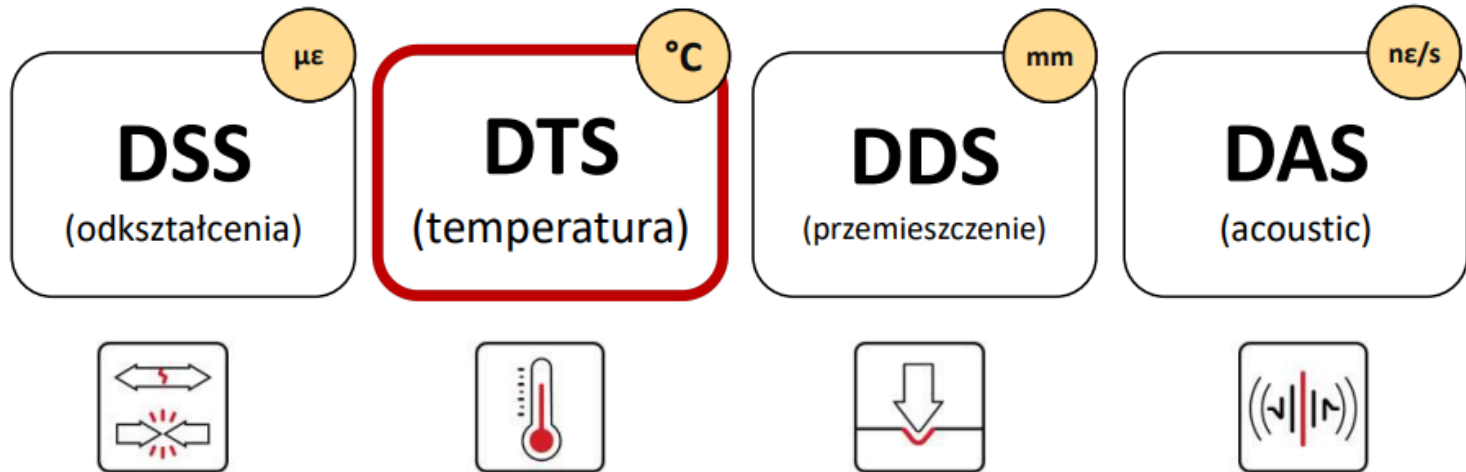 με
DSS
(odkształcenia)
°C
DTS
(temperatura)
mm
DDS
(przemieszczenie)
nε/s
DAS
(acoustic)